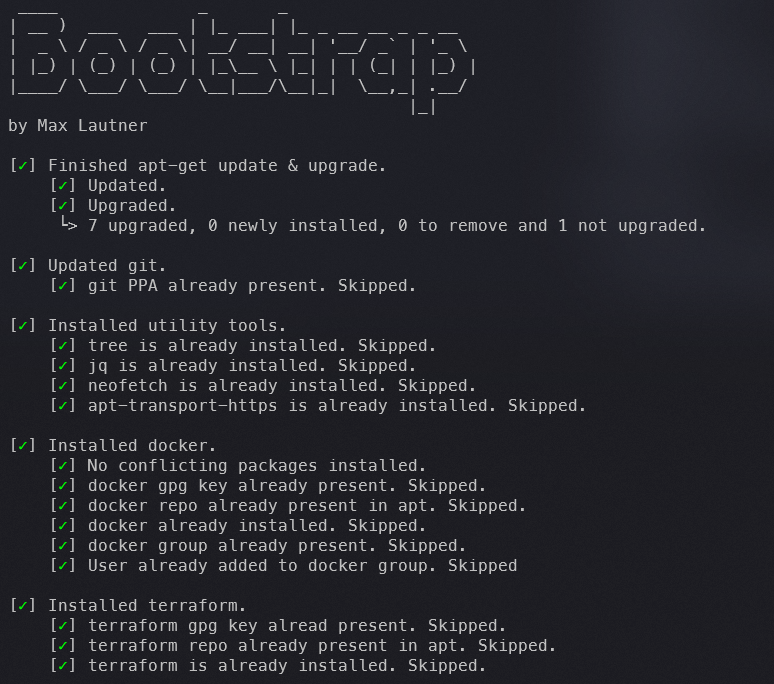 Bootstrap
by Max Lautner
[✓] Finished apt-get update & upgrade.
[✓] Updated.
[✓] Upgraded.
↳> 7 upgraded, 0 newly installed, 0 to remove and 1 not upgraded.
[✓] Updated git.
[✓] git PPA already present. Skipped.
[✓] Installed utility tools.
[✓] tree is already installed. Skipped.
[✓] jq is already installed. Skipped.
[✓] neofetch is already installed. Skipped.
[✓] apt-transport-https is already installed. Skipped.
[✓] Installed docker.
[✓] No conflicting packages installed.
[✓] docker gpg key already present. Skipped.
[✓] docker repo already present in apt. Skipped.
[✓] docker already installed. Skipped.
[✓] docker group already present. Skipped.
[✓] User already added to docker group. Skipped
[✓] Installed terraform.
[✓] terraform gpg key alread present. Skipped.
[✓] terraform repo already present in apt. Skipped.
[✓] terraform is already installed. Skipped.